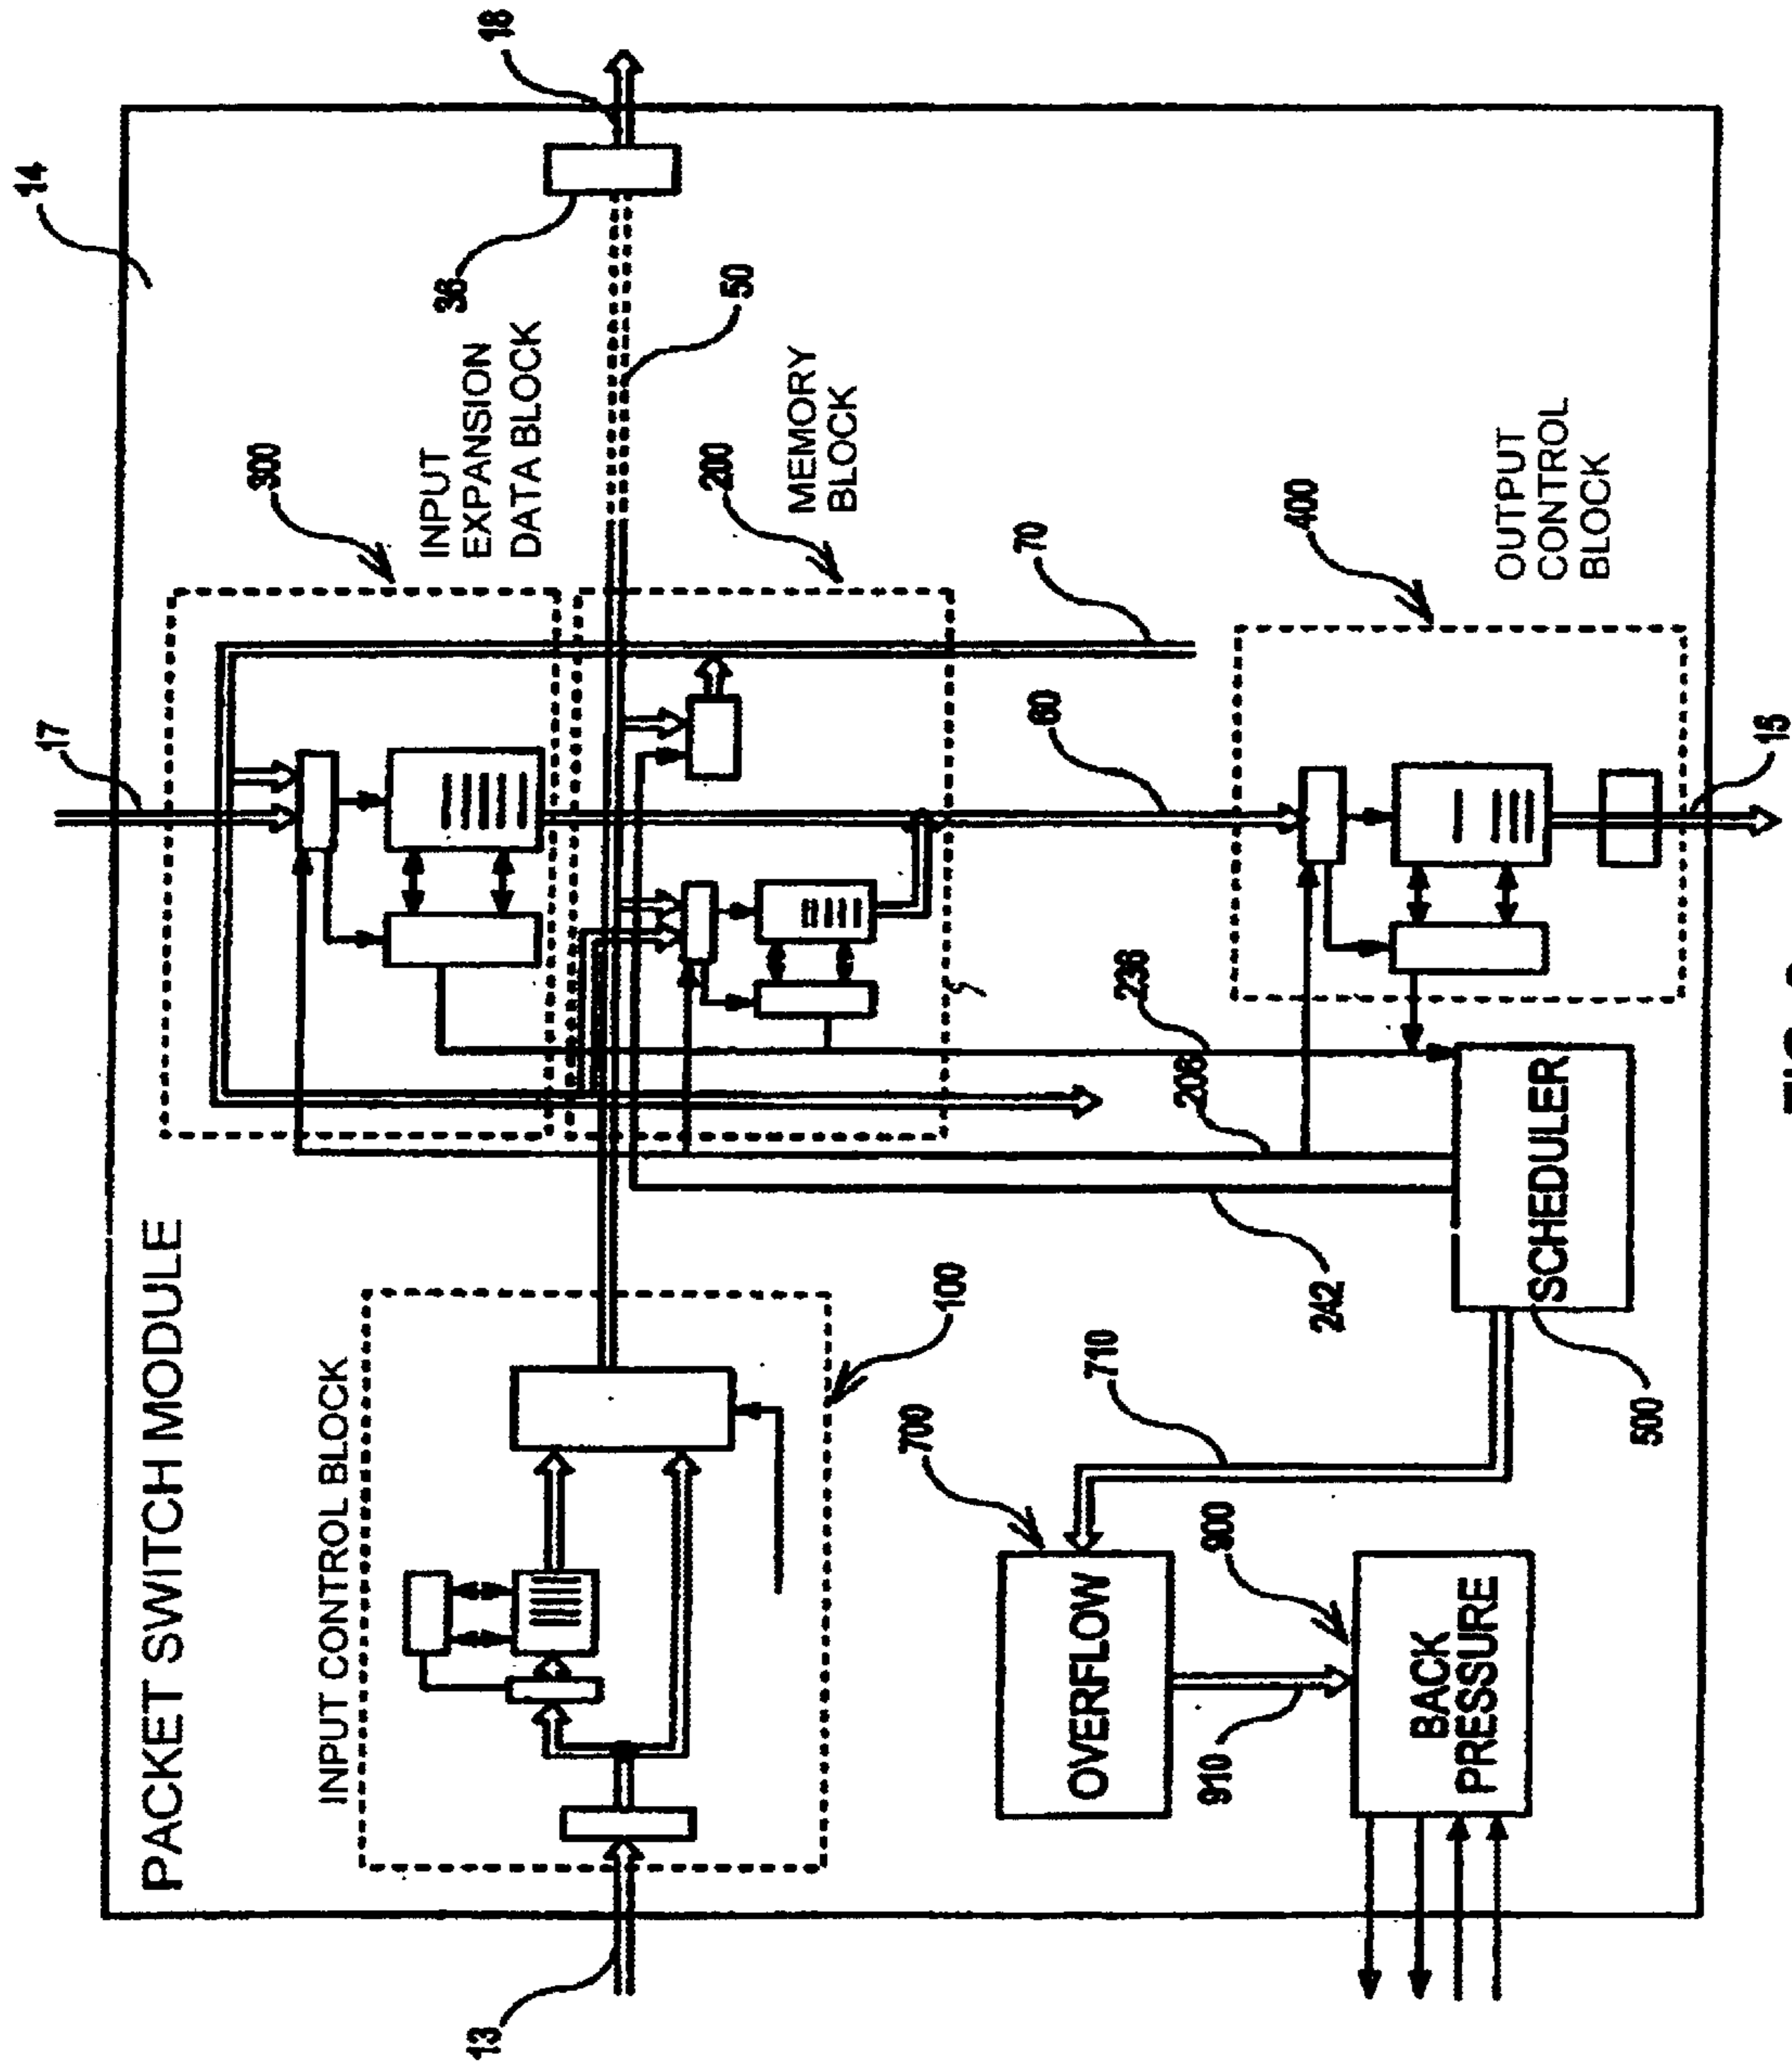 14
17
PACKET SWITCH MODULE
300
INPUT CONTROL BLOCK
INPUT
EXPANSION
DATA BLOCK
36
18
13
200
50
MEMORY
BLOCK
700
100
70
60
OVERFLOW
710
236
910
900
242
400
BACK
PRESSURE
SCHEDULER
OUTPUT
CONTROL
BLOCK
500
15